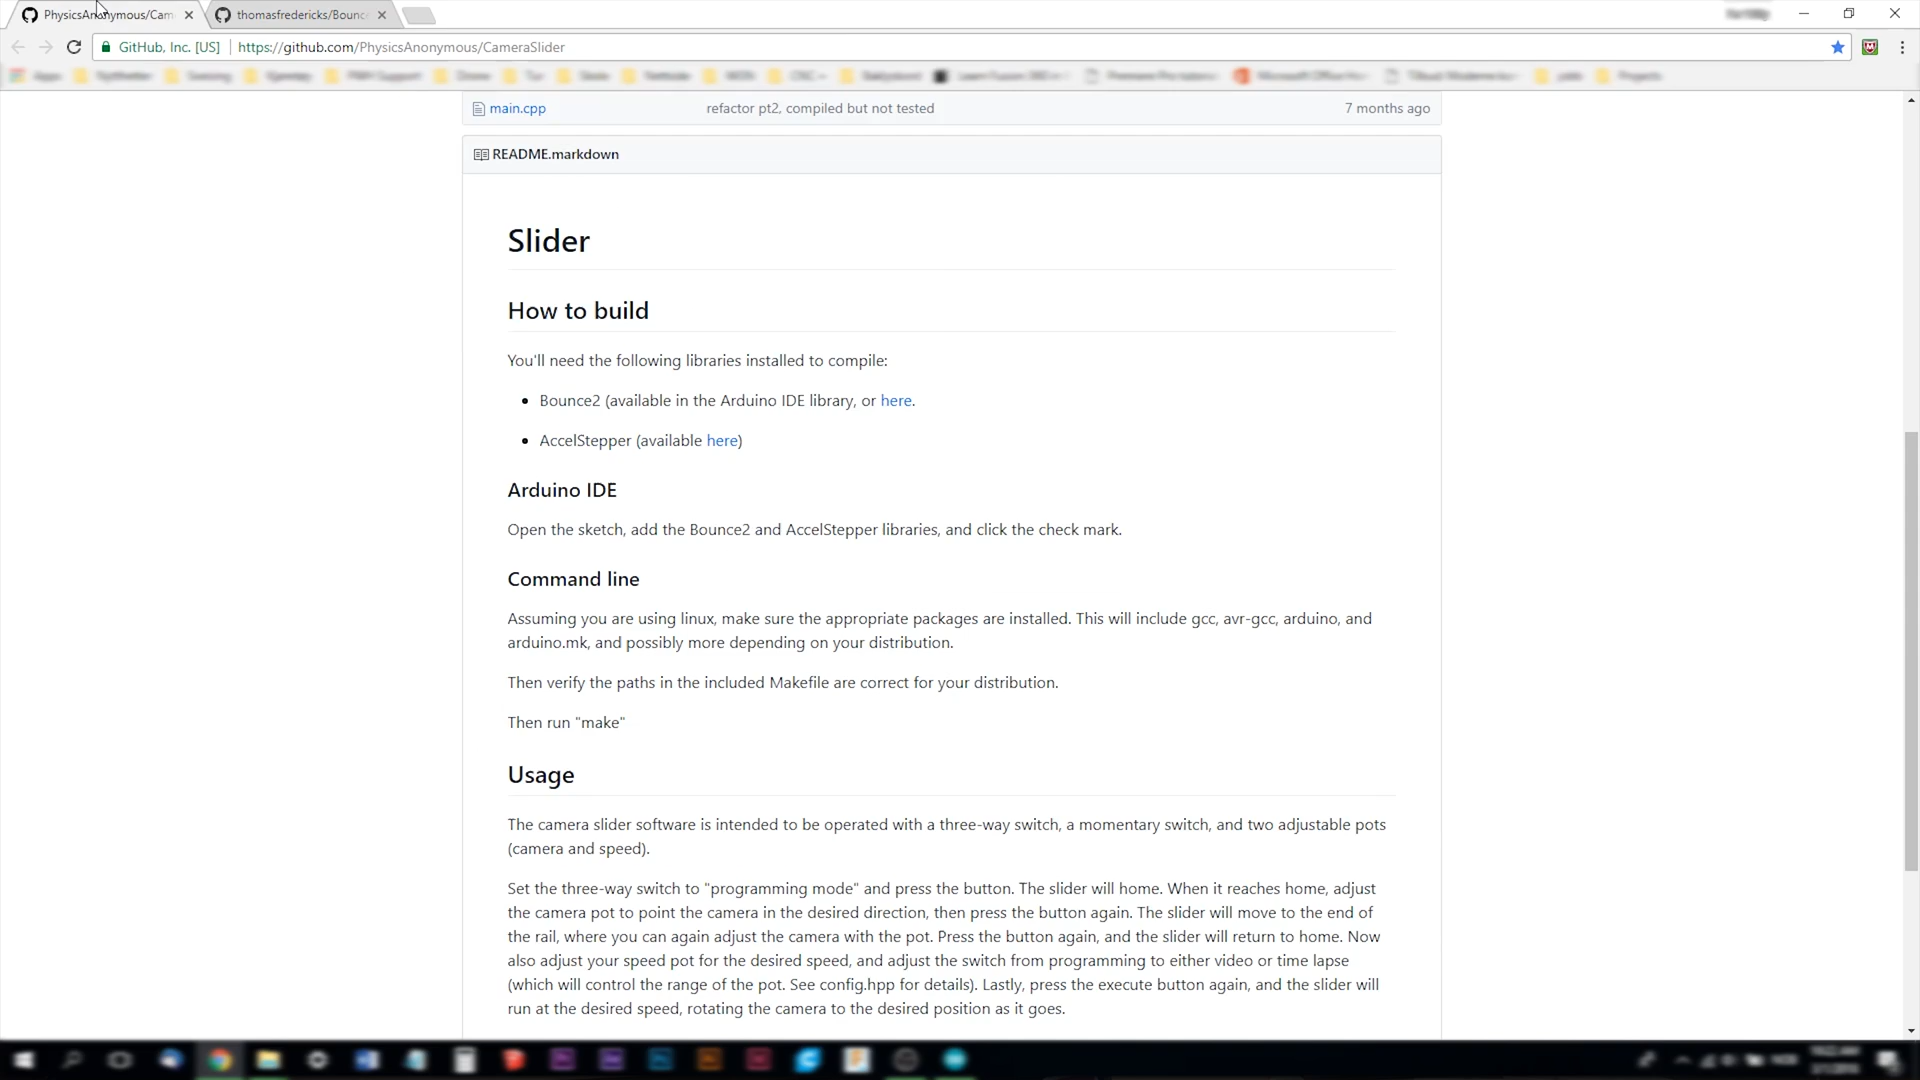 PhysicsAnonymous/Cam
thomasfredericks/Bounc
GitHub, Inc. [US]
https://github.com/PhysicsAnonymous/CameraSlider
Apps
main.cpp
refactor pt2, compiled but not tested
7 months ago
README.markdown
Slider
How to build
You'll need the following libraries installed to compile:
Bounce2 (available in the Arduino IDE library, or here.
AccelStepper (available here)
Arduino IDE
Open the sketch, add the Bounce2 and AccelStepper libraries, and click the check mark.
Command line
Assuming you are using linux, make sure the appropriate packages are installed. This will include gcc, avr-gcc, arduino, and
arduino.mk, and possibly more depending on your distribution.
Then verify the paths in the included Makefile are correct for your distribution.
Then run "make"
Usage
The camera slider software is intended to be operated with a three-way switch, a momentary switch, and two adjustable pots
(camera and speed).
Set the three-way switch to "programming mode" and press the button. The slider will home. When it reaches home, adjust
the camera pot to point the camera in the desired direction, then press the button again. The slider will move to the end of
the rail, where you can again adjust the camera with the pot. Press the button again, and the slider will return to home. Now
also adjust your speed pot for the desired speed, and adjust the switch from programming to either video or time lapse
(which will control the range of the pot. See config.hpp for details). Lastly, press the execute button again, and the slider will
run at the desired speed, rotating the camera to the desired position as it goes.